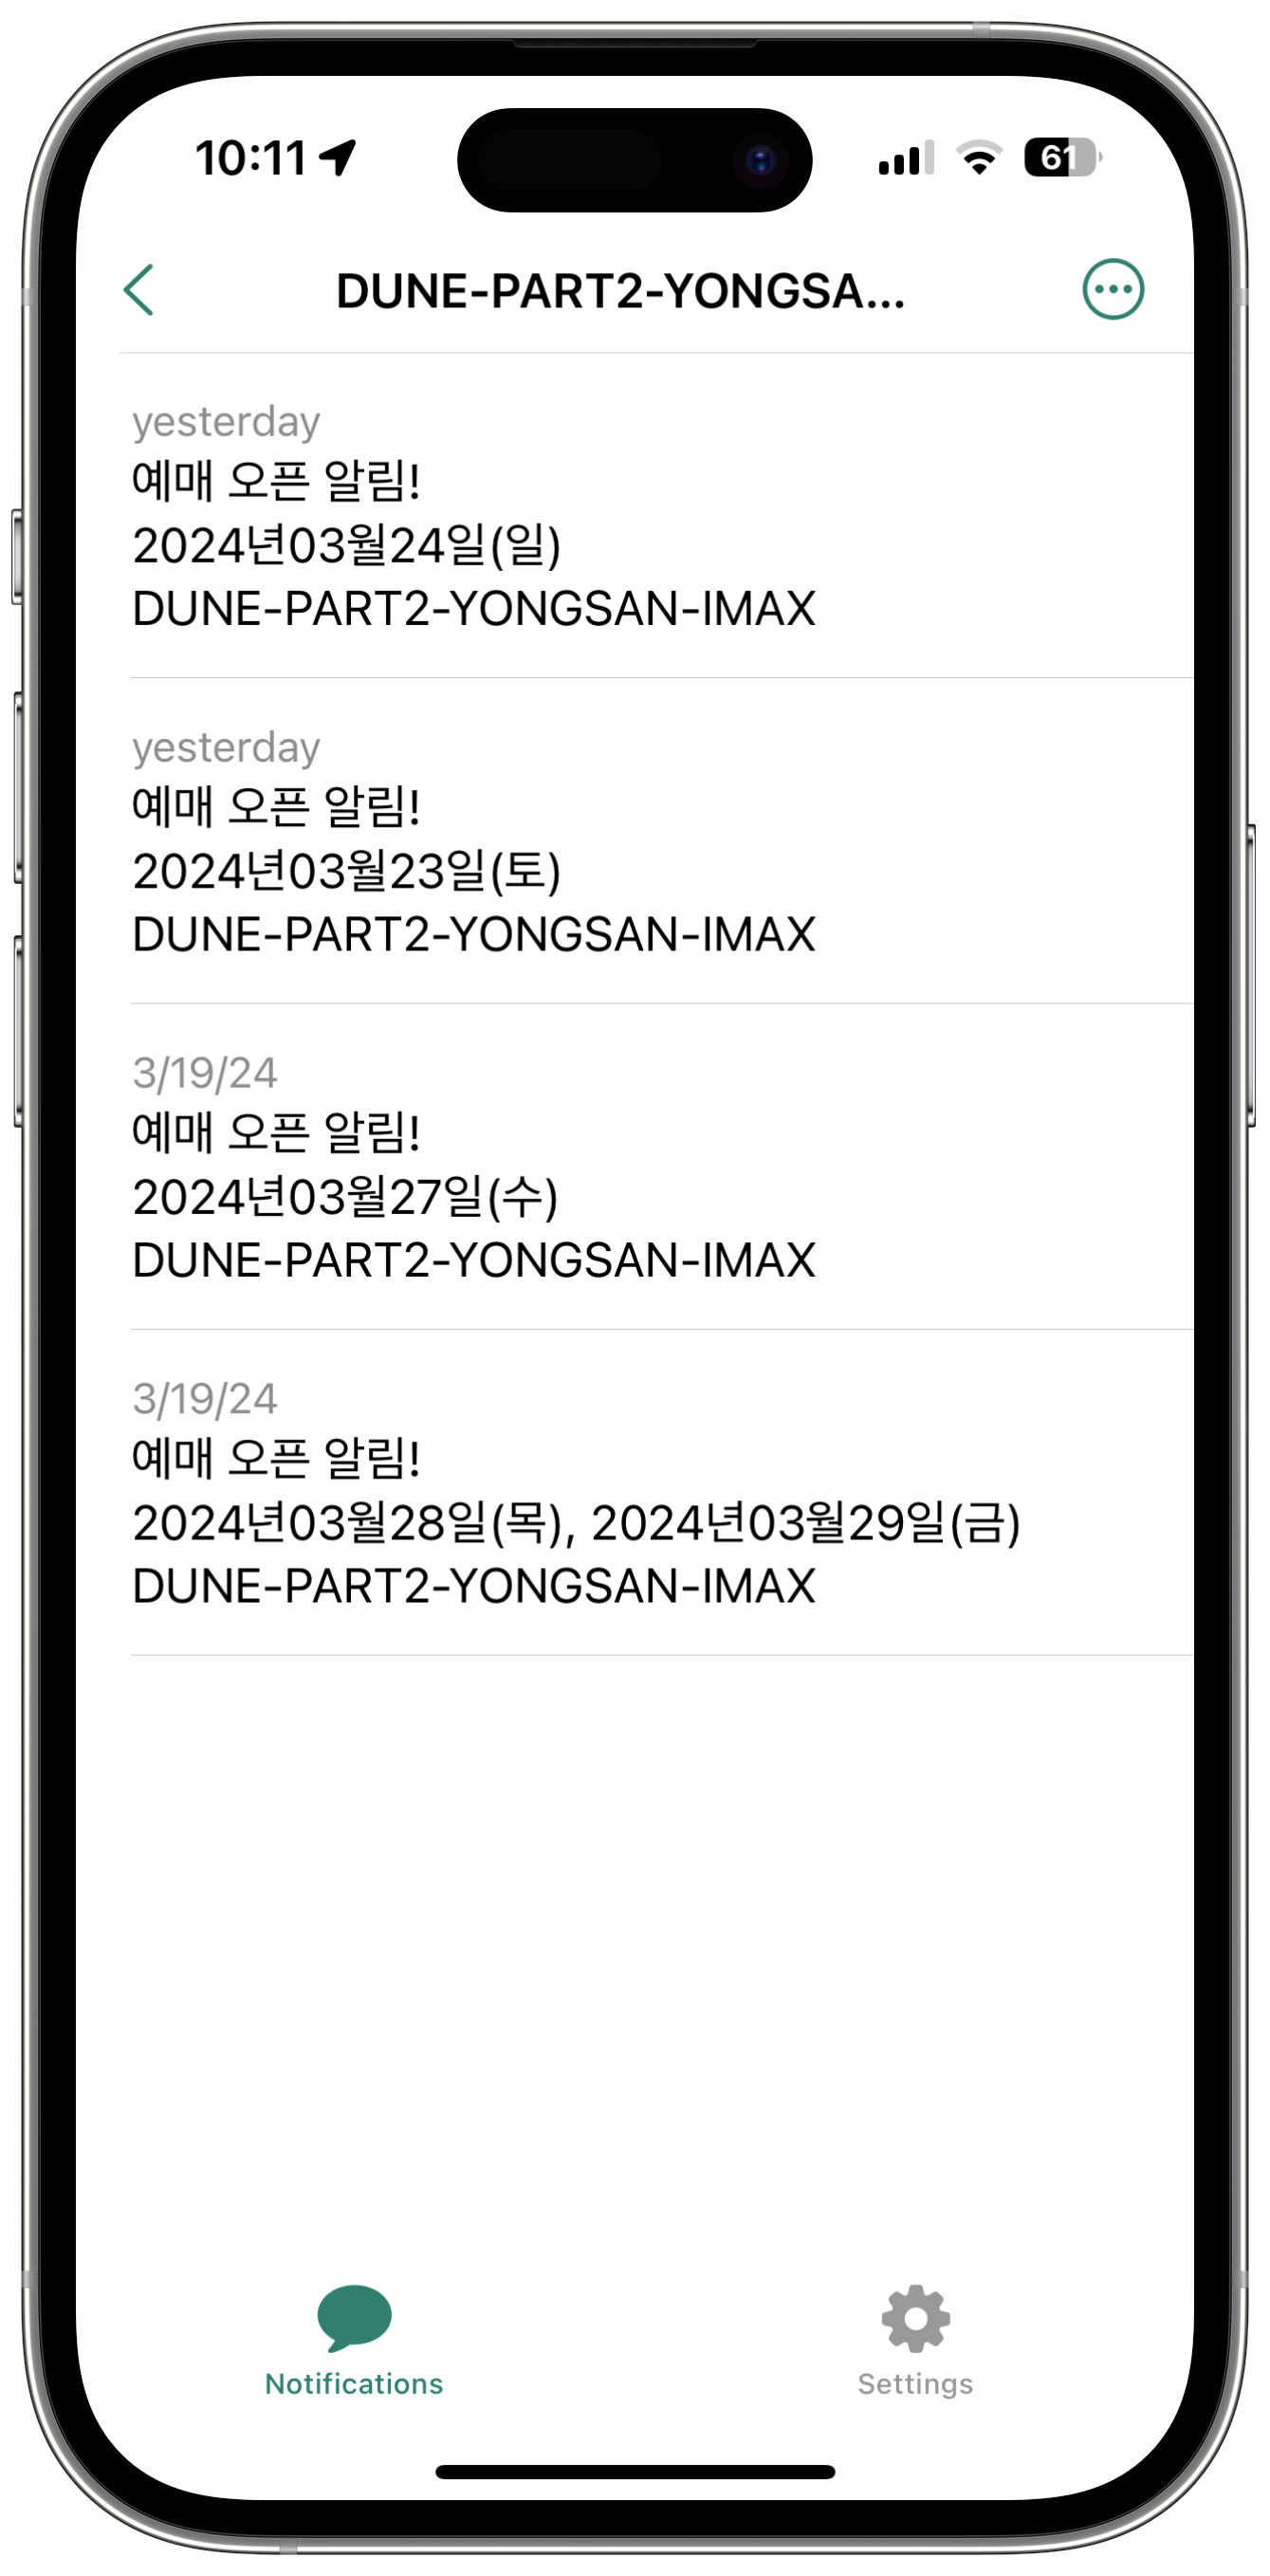 10:11
61
DUNE-PART2-YONGSA...
yesterday
예매 오픈 알림!
2024년03월24일(일)
DUNE-PART2-YONGSAN-IMAX
yesterday
예매 오픈 알림!
2024년03월23일(토)
DUNE-PART2-YONGSAN-IMAX
3/19/24
예매 오픈 알림!
2024년03월27일(수)
DUNE-PART2-YONGSAN-IMAX
3/19/24
예매 오픈 알림!
2024년03월28일(목), 2024년03월29일(금)
DUNE-PART2-YONGSAN-IMAX
Notifications
Settings